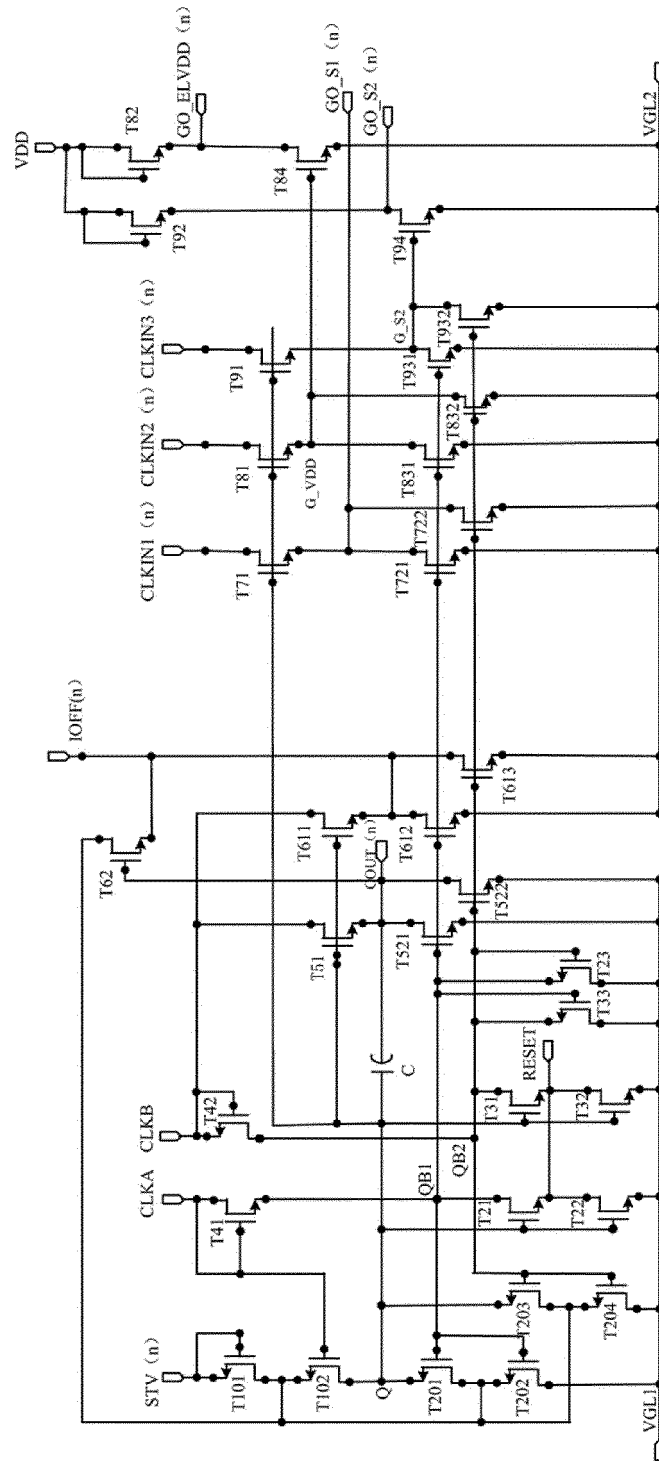 STV (n)
CLKA
CLKB
IOFF(n)
CLKIN1 (n)
CLKIN2 (n)
CLKIN3 (n)
VDD
T82
GO_ELVDD (n)
T92
GO_S1 (n)
GO_S2 (n)
T62
T101
T41
T42
T71
T81
T91
T84
T94
T102
T51
T611
COUT (n)
G_VDD
G_S2
Q
C
QB1
QB2
T201
T521
T612
T721
T831
T931
T202
T203
T204
T21
T22
T31
T32
RESET
T33
T23
T522
T613
T722
T832
T932
VGL1
VGL2